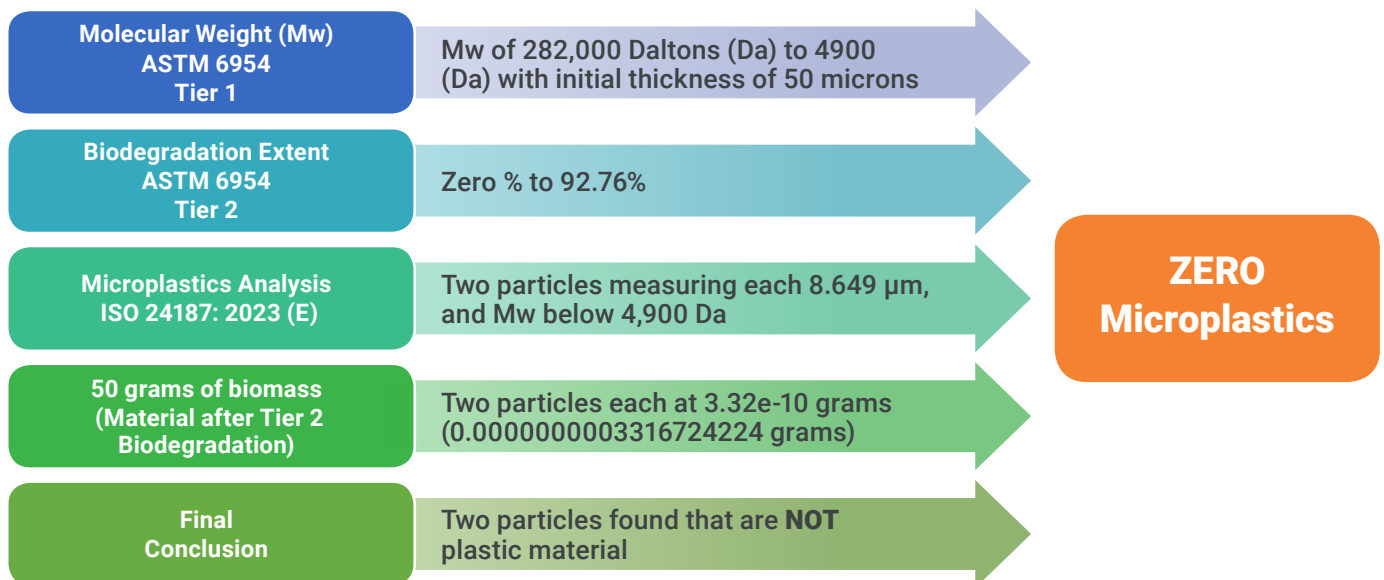 Molecular Weight (Mw)
ASTM 6954
Tier 1
Mw of 282,000 Daltons (Da) to 4900
(Da) with initial thickness of 50 microns
Biodegradation Extent
ASTM 6954
Tier 2
Zero % to 92.76%
Microplastics Analysis
ISO 24187: 2023 (E)
Two particles measuring each 8.649 μm,
and Mw below 4,900 Da
50 grams of biomass
(Material after Tier 2
Biodegradation)
Two particles each at 3.32e-10 grams
(0.0000000003316724224 grams)
Final
Conclusion
Two particles found that are NOT
plastic material
ZERO
Microplastics